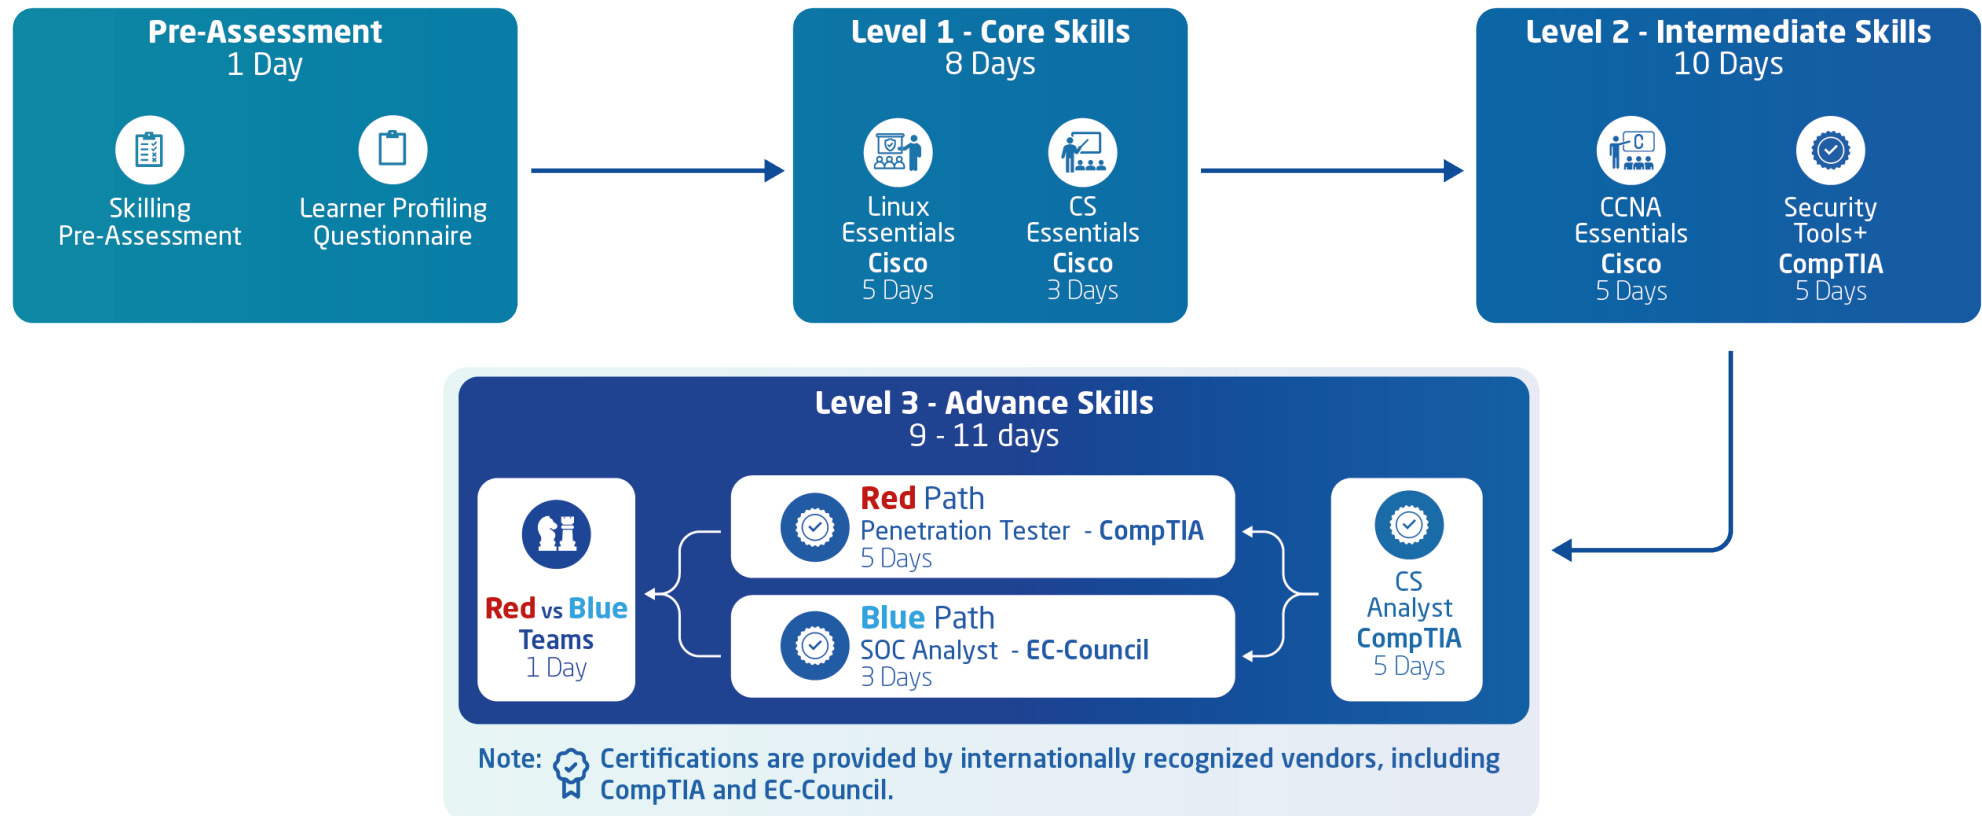 Pre-Assessment
1 Day
Skilling
Pre-Assessment
Learner Profiling
Questionnaire
Level 1 - Core Skills
8 Days
Linux
Essentials
Cisco
5 Days
CS
Essentials
Cisco
3 Days
Level 2 - Intermediate Skills
10 Days
CCNA
Essentials
Cisco
5 Days
C
Security
Tools+
CompTIA
5 Days
Level 3 - Advance Skills
9 - 11 days
CS
Analyst
CompTIA
5 Days
Red Path
Penetration Tester - CompTIA
5 Days
Blue Path
SOC Analyst - EC-Council
3 Days
Red vs Blue
Teams
1 Day
Note: Certifications are provided by internationally recognized vendors, including
CompTIA and EC-Council.